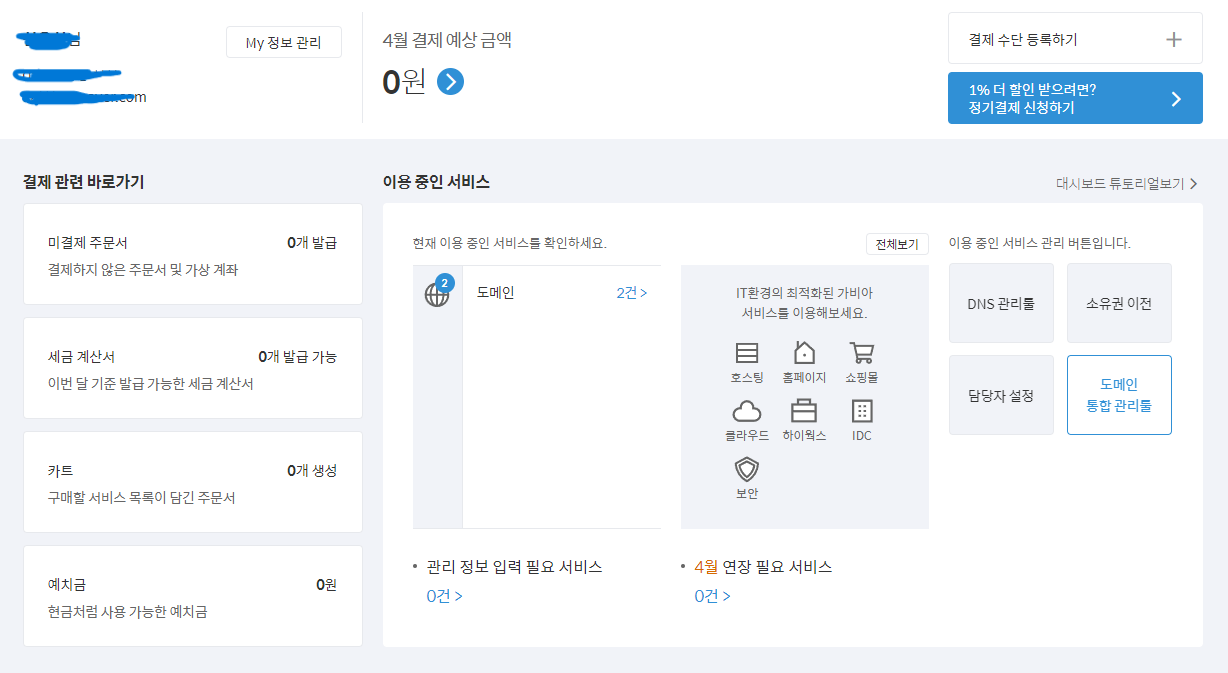 My 정보 관리
.com
4월 결제 예상 금액
0원
결제 수단 등록하기
1% 더 할인 받으려면?
정기결제 신청하기
결제 관련 바로가기
미결제 주문서 0개 발급
결제하지 않은 주문서 및 가상 계좌
세금 계산서 0개 발급 가능
이번 달 기준 발급 가능한 세금 계산서
카트 0개 생성
구매할 서비스 목록이 담긴 주문서
예치금 0원
현금처럼 사용 가능한 예치금
이용 중인 서비스
대시보드 튜토리얼보기 >
현재 이용 중인 서비스를 확인하세요.
전체보기
2
도메인 2건 >
IT환경의 최적화된 가비아
서비스를 이용해보세요.
호스팅 홈페이지 쇼핑몰
클라우드 하이웍스 IDC
보안
이용 중인 서비스 관리 버튼입니다.
DNS 관리툴 소유권 이전
담당자 설정
도메인
통합 관리툴
• 관리 정보 입력 필요 서비스
0건 >
• 4월 연장 필요 서비스
0건 >